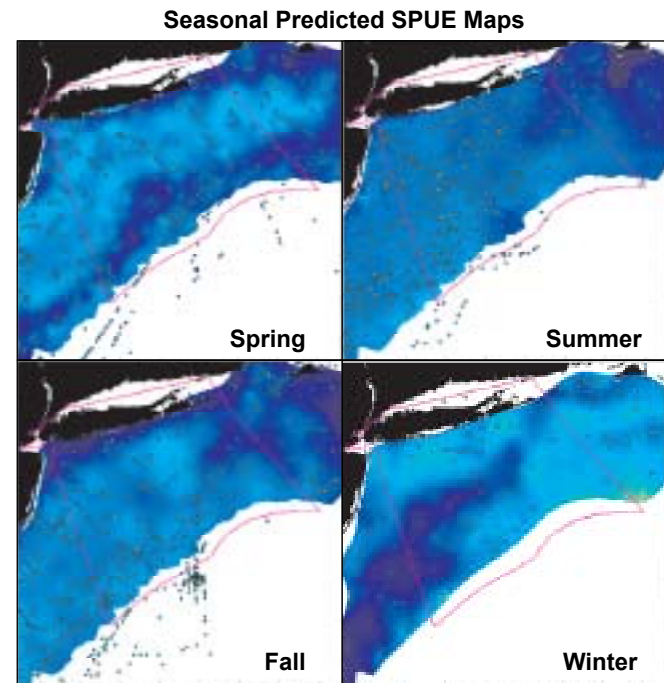 Seasonal Predicted SPUE Maps
Spring
Summer
Fall
Winter